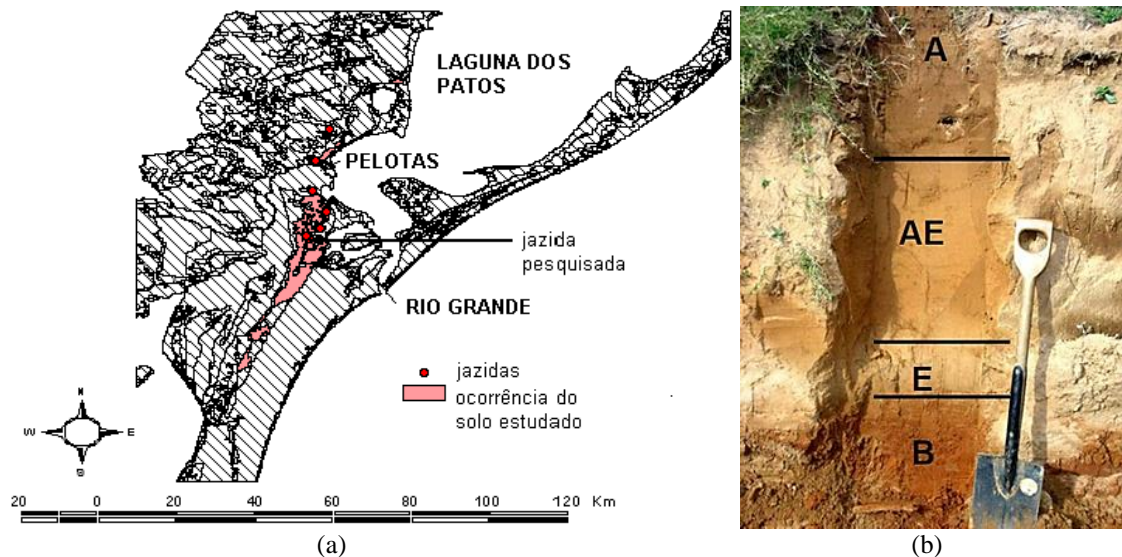 LAGUNA DOS
PATOS
PELOTAS
jazida
pesquisada
RIO GRANDE
jazidas
ocorrência do
solo estudado
N
W
E
S
20 0 20 40 60 80 100 120 Km
(a)
A
AE
E
B
(b)